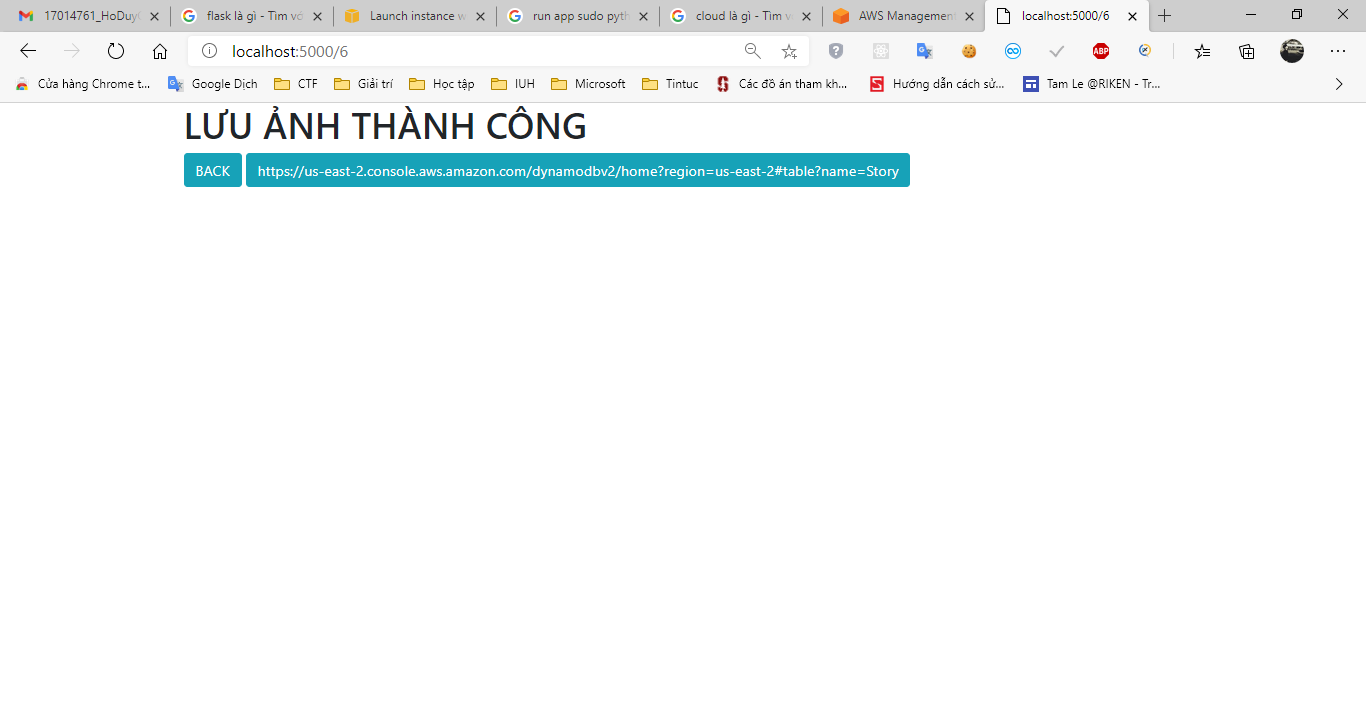 17014761_HoDuy
flask là gì - Tìm vớ
Launch instance w
run app sudo pyth
cloud là gì - Tìm v
AWS Management
localhost:5000/6
localhost:5000/6
ABP
Cửa hàng Chrome t...
Google Dịch
CTF
Giải trí
Học tập
IUH
Microsoft
Tintuc
Các đồ án tham kh...
Hướng dẫn cách sử...
Tam Le @RIKEN - Tr...
LƯU ẢNH THÀNH CÔNG
BACK
https://us-east-2.console.aws.amazon.com/dynamodbv2/home?region=us-east-2#table?name=Story